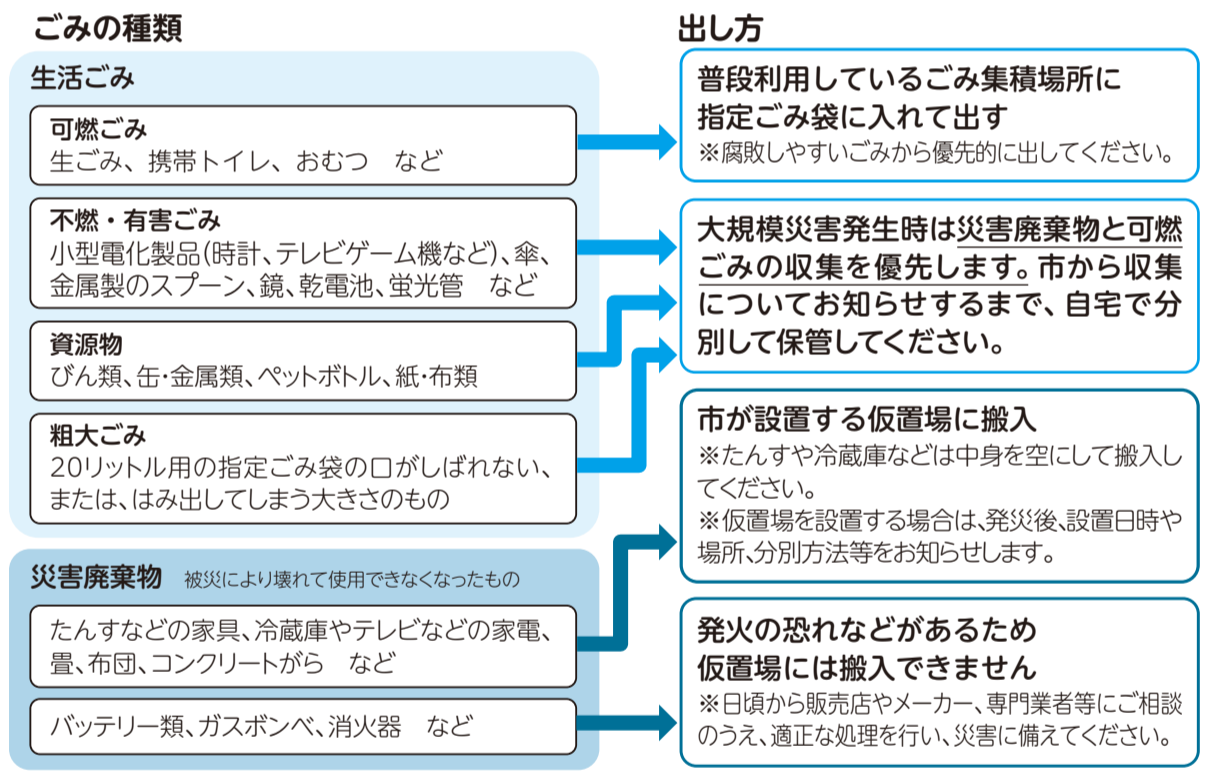 ごみの種類
生活ごみ
可燃ごみ
生ごみ、携帯トイレ、おむつ　など
不燃・有害ごみ
小型電化製品(時計、テレビゲーム機など)、傘、
金属製のスプーン、鏡、乾電池、蛍光管　など
資源物
びん類、缶・金属類、ペットボトル、紙・布類
粗大ごみ
20リットル用の指定ごみ袋の口がしばれない、
または、はみ出してしまう大きさのもの
災害廃棄物　被災により壊れて使用できなくなったもの
たんすなどの家具、冷蔵庫やテレビなどの家電、
畳、布団、コンクリートがら　など
バッテリー類、ガスボンベ、消火器　など
出し方
普段利用しているごみ集積場所に
指定ごみ袋に入れて出す
※腐敗しやすいごみから優先的に出してください。
大規模災害発生時は災害廃棄物と可燃
ごみの収集を優先します。市から収集
についてお知らせするまで、自宅で分
別して保管してください。
市が設置する仮置場に搬入
※たんすや冷蔵庫などは中身を空にして搬入し
てください。
※仮置場を設置する場合は、発災後、設置日時や
場所、分別方法等をお知らせします。
発火の恐れなどがあるため
仮置場には搬入できません
※日頃から販売店やメーカー、専門業者等にご相談
のうえ、適正な処理を行い、災害に備えてください。